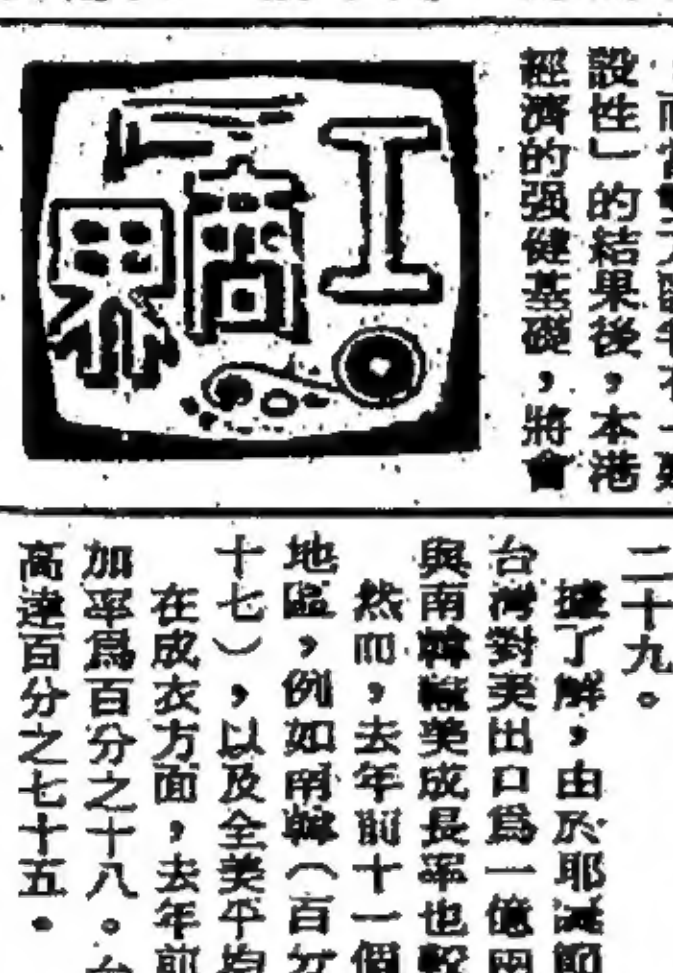 設性」的結果後,本港
經濟的强健基礎,將會
工商界
二十九。
據了解,由於耶誕節
台灣對美出口為一億兩
與南韓輸美成長率也較
然而,去年前十一個
地區,例如南韓(百分
十七),以及全美平均
在成衣方面,去年前
加率爲百分之十八。台
高達百分之七十五。